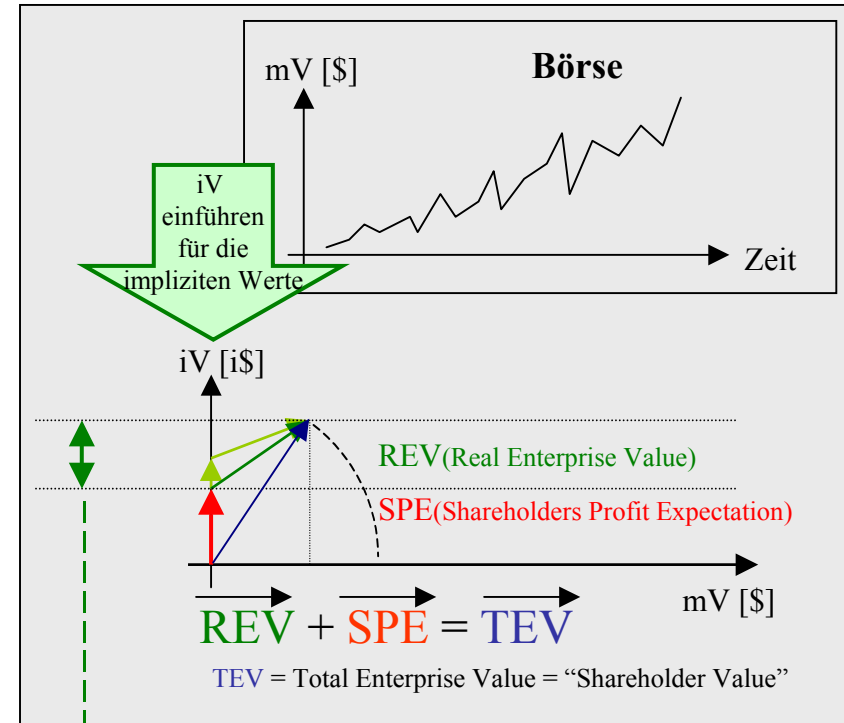 mV [$]
Börse
Zeit
iV
einführen
für die
impliziten Werte
iV [i$]
REV(Real Enterprise Value)
SPE(Shareholders Profit Expectation)
mV [$]
REV + SPE = TEV
TEV = Total Enterprise Value = “Shareholder Value”